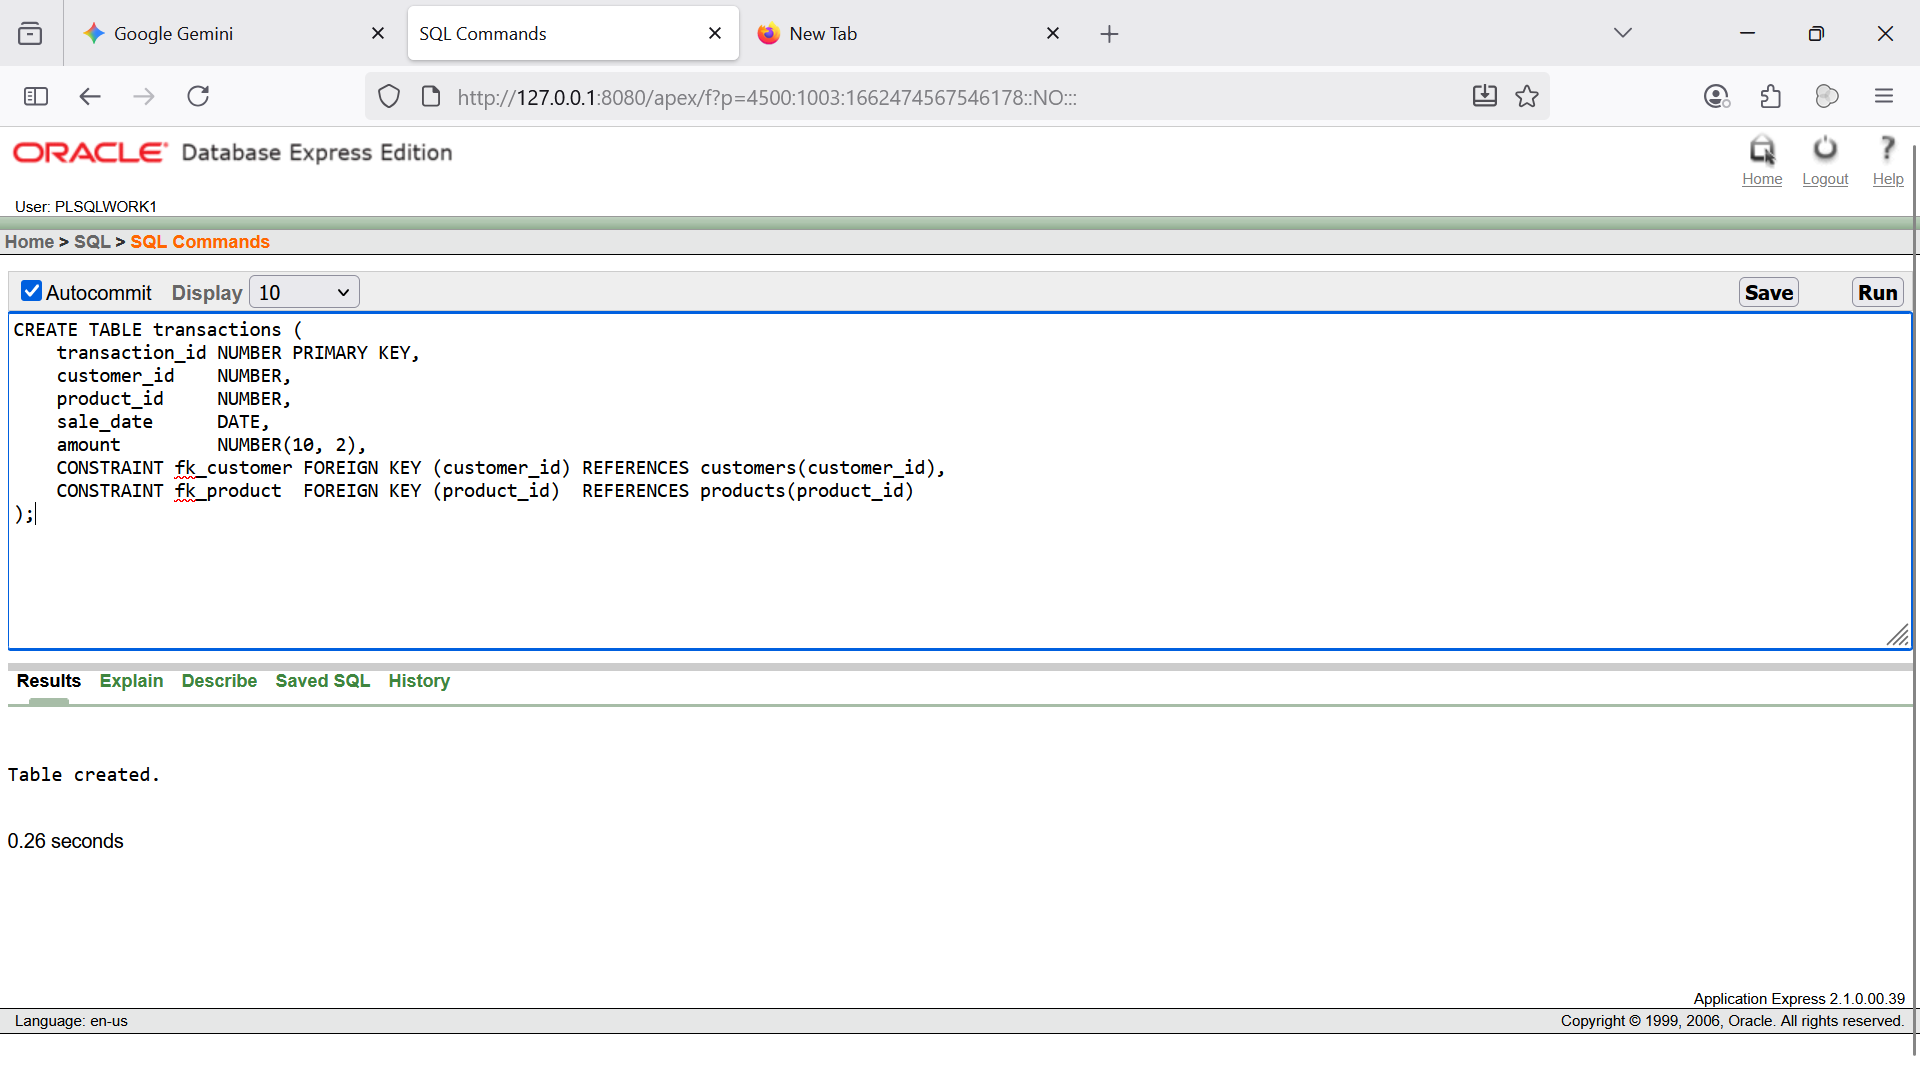 Google Gemini
SQL Commands
New Tab
http://127.0.0.1:8080/apex/f?p=4500:1003:1662474567546178::NO:::
ORACLE Database Express Edition
Home Logout Help
User: PLSQLWORK1
Home > SQL > SQL Commands
Autocommit Display 10 Save Run
CREATE TABLE transactions (
    transaction_id NUMBER PRIMARY KEY,
    customer_id    NUMBER,
    product_id     NUMBER,
    sale_date      DATE,
    amount         NUMBER(10, 2),
    CONSTRAINT fk_customer FOREIGN KEY (customer_id) REFERENCES customers(customer_id),
    CONSTRAINT fk_product  FOREIGN KEY (product_id)  REFERENCES products(product_id)
);
Results Explain Describe Saved SQL History
Table created.
0.26 seconds
Application Express 2.1.0.00.39
Language: en-us
Copyright © 1999, 2006, Oracle. All rights reserved.